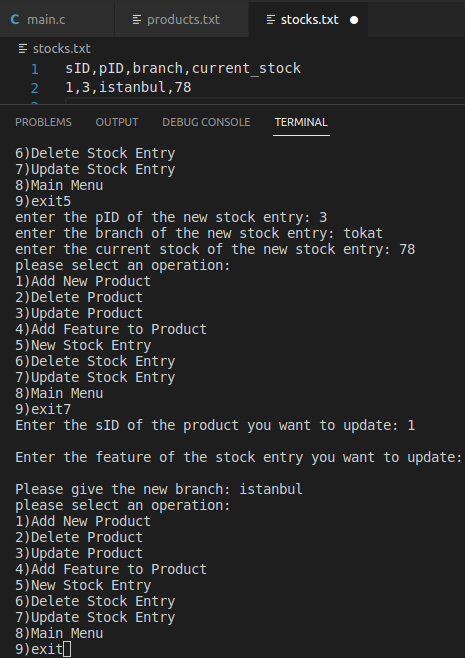 main.c products.txt stocks.txt
stocks.txt
1 sID,pID,branch,current_stock
2 1,3,istanbul,78
PROBLEMS OUTPUT DEBUG CONSOLE TERMINAL
6)Delete Stock Entry
7)Update Stock Entry
8)Main Menu
9)exit5
enter the pID of the new stock entry: 3
enter the branch of the new stock entry: tokat
enter the current stock of the new stock entry: 78
please select an operation:
1)Add New Product
2)Delete Product
3)Update Product
4)Add Feature to Product
5)New Stock Entry
6)Delete Stock Entry
7)Update Stock Entry
8)Main Menu
9)exit7
Enter the sID of the product you want to update: 1
Enter the feature of the stock entry you want to update:
Please give the new branch: istanbul
please select an operation:
1)Add New Product
2)Delete Product
3)Update Product
4)Add Feature to Product
5)New Stock Entry
6)Delete Stock Entry
7)Update Stock Entry
8)Main Menu
9)exit